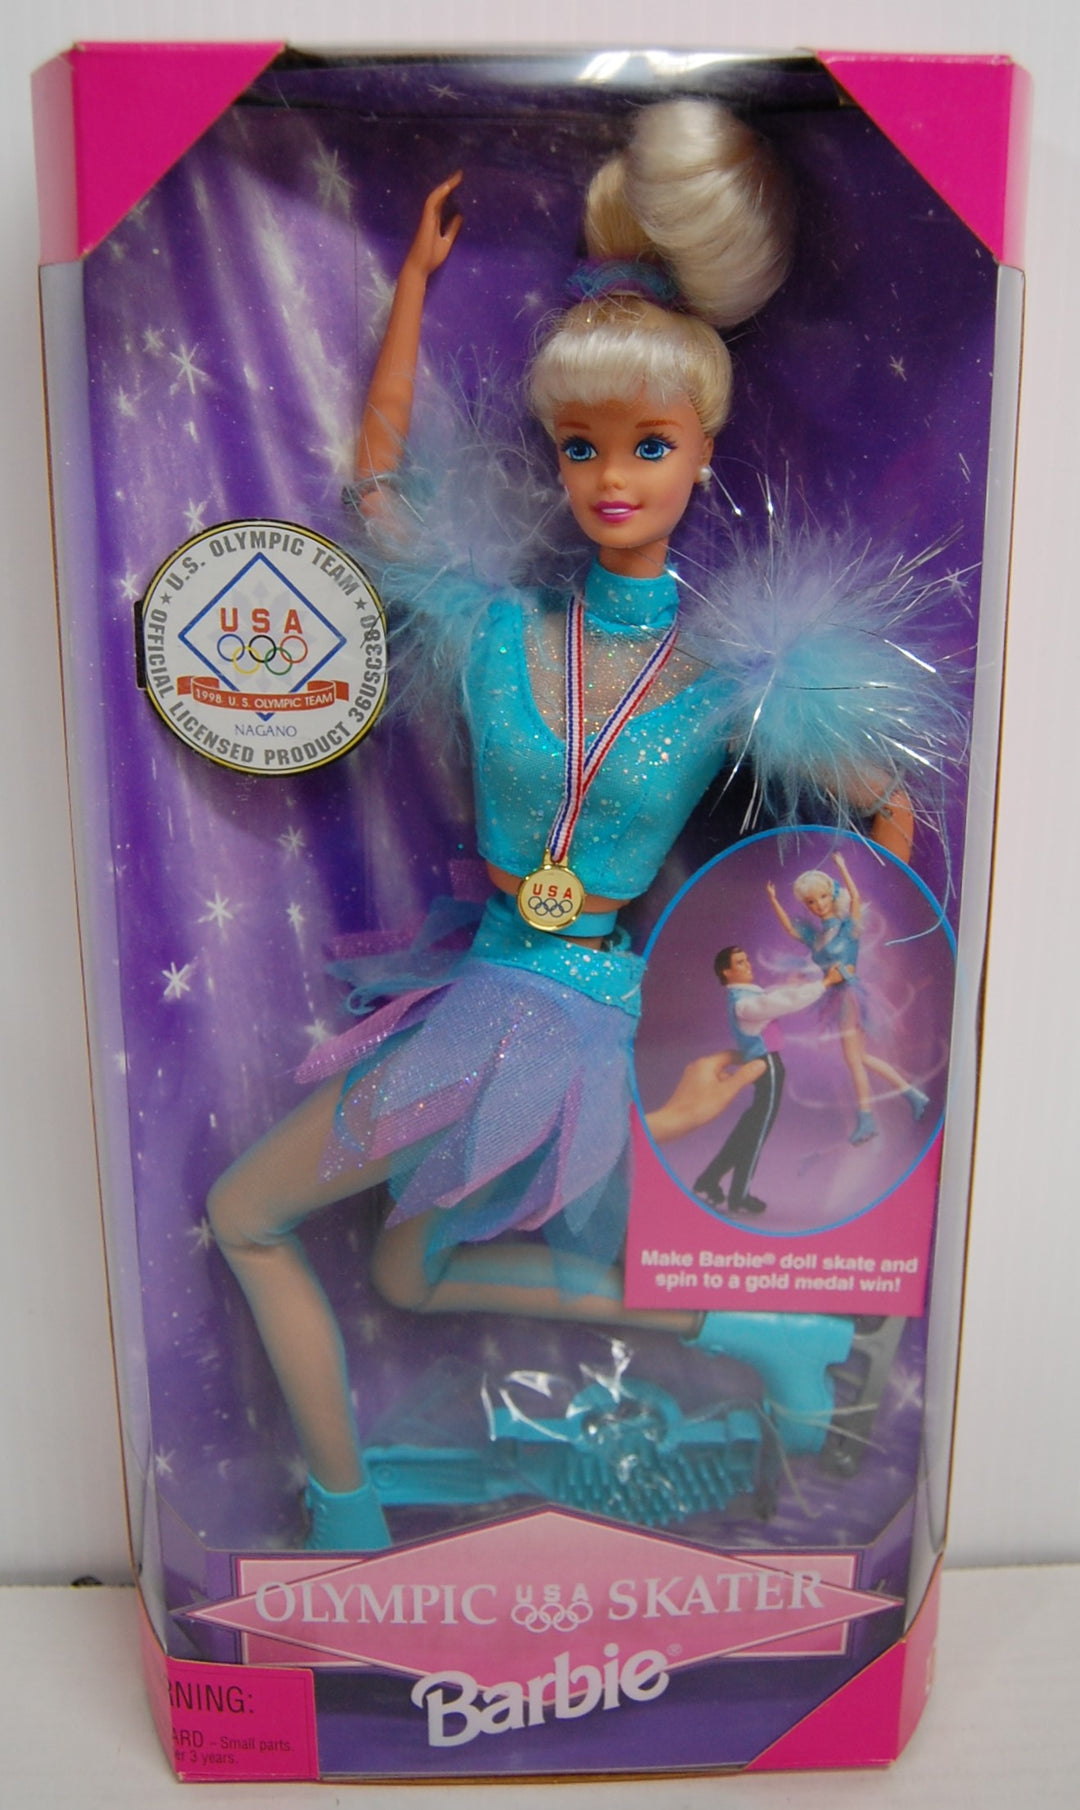 ★ U.S. OLYMPIC TEAM ★
OFFICIAL LICENSED PRODUCT 36USC380
USA
1998 U.S. OLYMPIC TEAM
NAGANO
USA
Make Barbie® doll skate and
spin to a gold medal win!
OLYMPIC USA SKATER
Barbie®
RNING:
ARD - Small parts.
er 3 years.